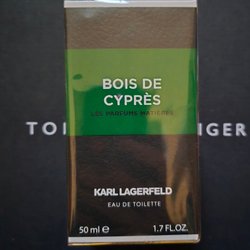 BOIS DE
CYPRÈS
LES PARFUMS MATIÈRES
KARL LAGERFELD
EAU DE TOILETTE
50 ml e 1.7 FL.OZ.